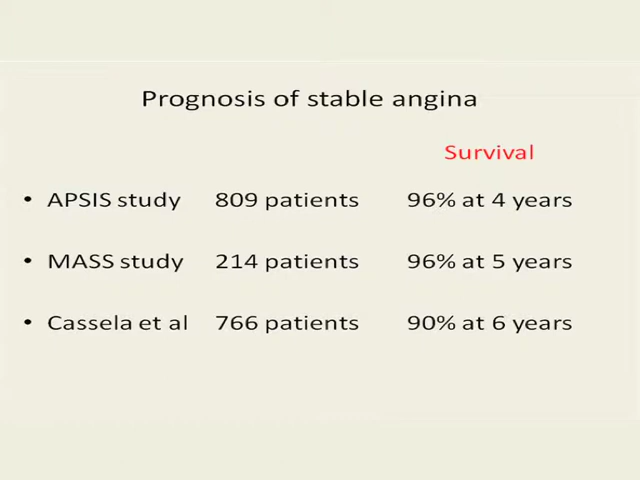 Prognosis of stable angina
Survival
• APSIS study 809 patients 96% at 4 years
• MASS study 214 patients 96% at 5 years
• Cassela et al 766 patients 90% at 6 years